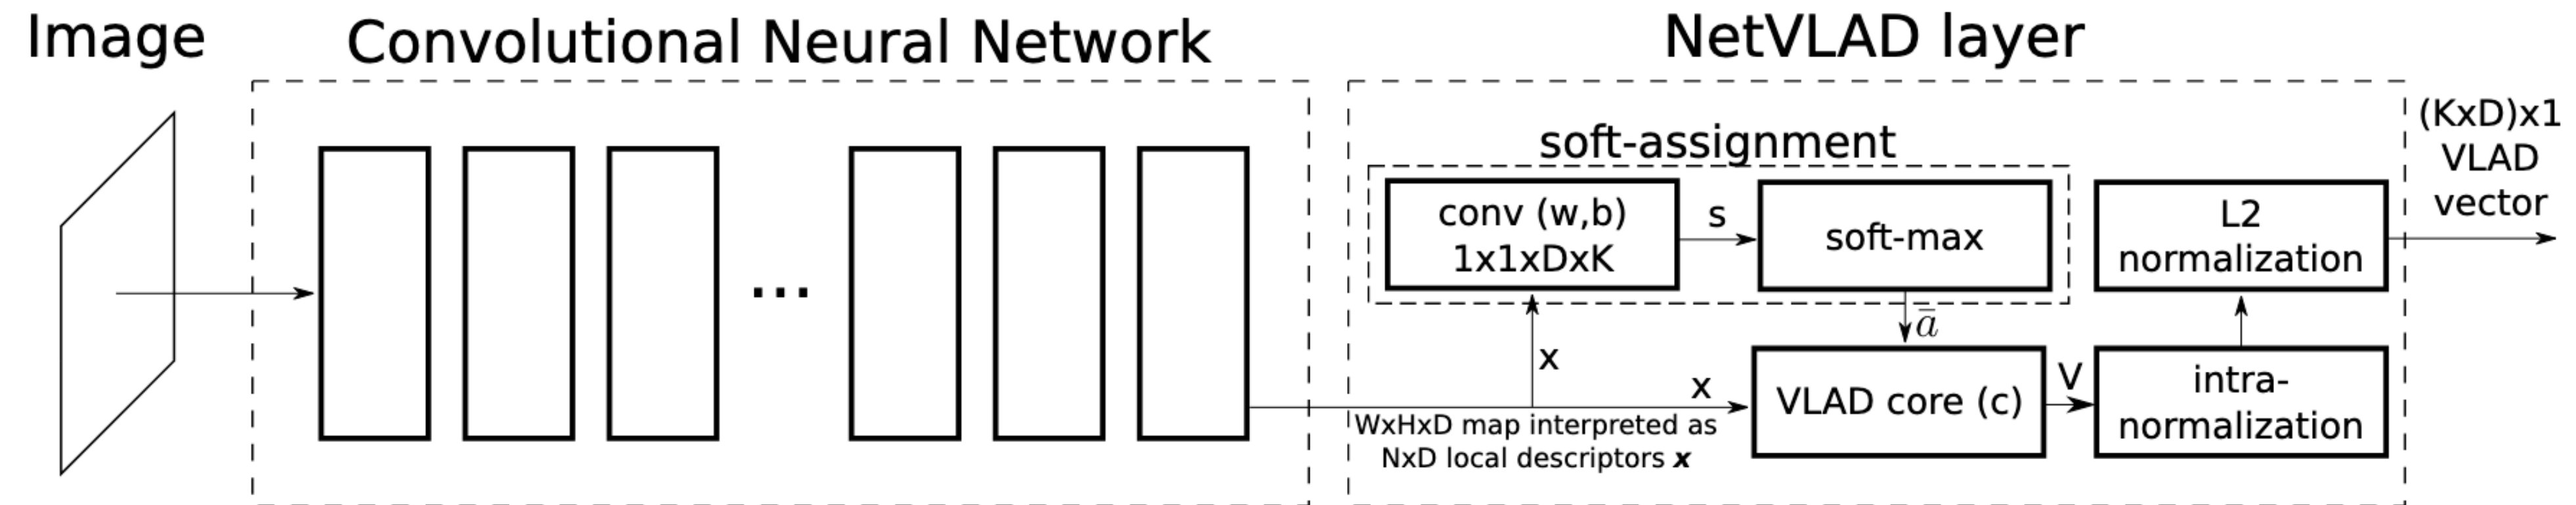 Image
Convolutional Neural Network
NetVLAD layer
...
soft-assignment
conv (w,b)
1x1xDxK
s
soft-max
L2
normalization
(KxD)x1
VLAD
vector
x
ā
x
WxHxD map interpreted as
NxD local descriptors x
VLAD core (c)
V
intra-
normalization